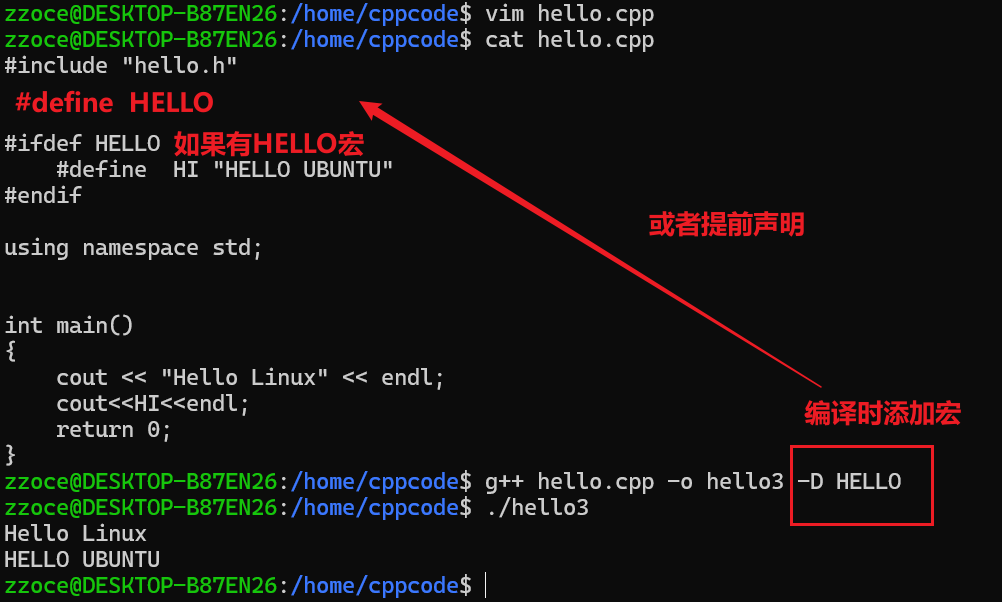 zzoce@DESKTOP-B87EN26:/home/cppcode$ vim hello.cpp
zzoce@DESKTOP-B87EN26:/home/cppcode$ cat hello.cpp
#include "hello.h"
#define HELLO
#ifdef HELLO 如果有HELLO宏
    #define  HI "HELLO UBUNTU"
#endif
或者提前声明
using namespace std;
int main()
{
    cout << "Hello Linux" << endl;
    cout<<HI<<endl;
编译时添加宏
    return 0;
}
zzoce@DESKTOP-B87EN26:/home/cppcode$ g++ hello.cpp -o hello3 -D HELLO
zzoce@DESKTOP-B87EN26:/home/cppcode$ ./hello3
Hello Linux
HELLO UBUNTU
zzoce@DESKTOP-B87EN26:/home/cppcode$